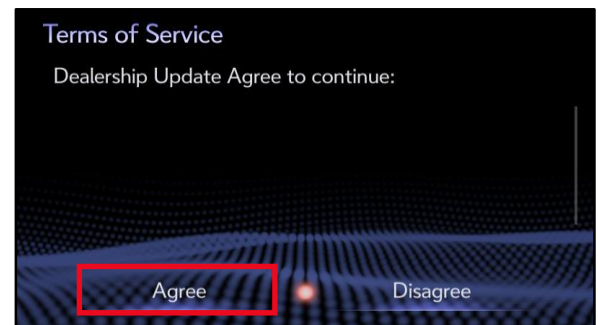 Terms of Service
Dealership Update Agree to continue:
Agree
Disagree